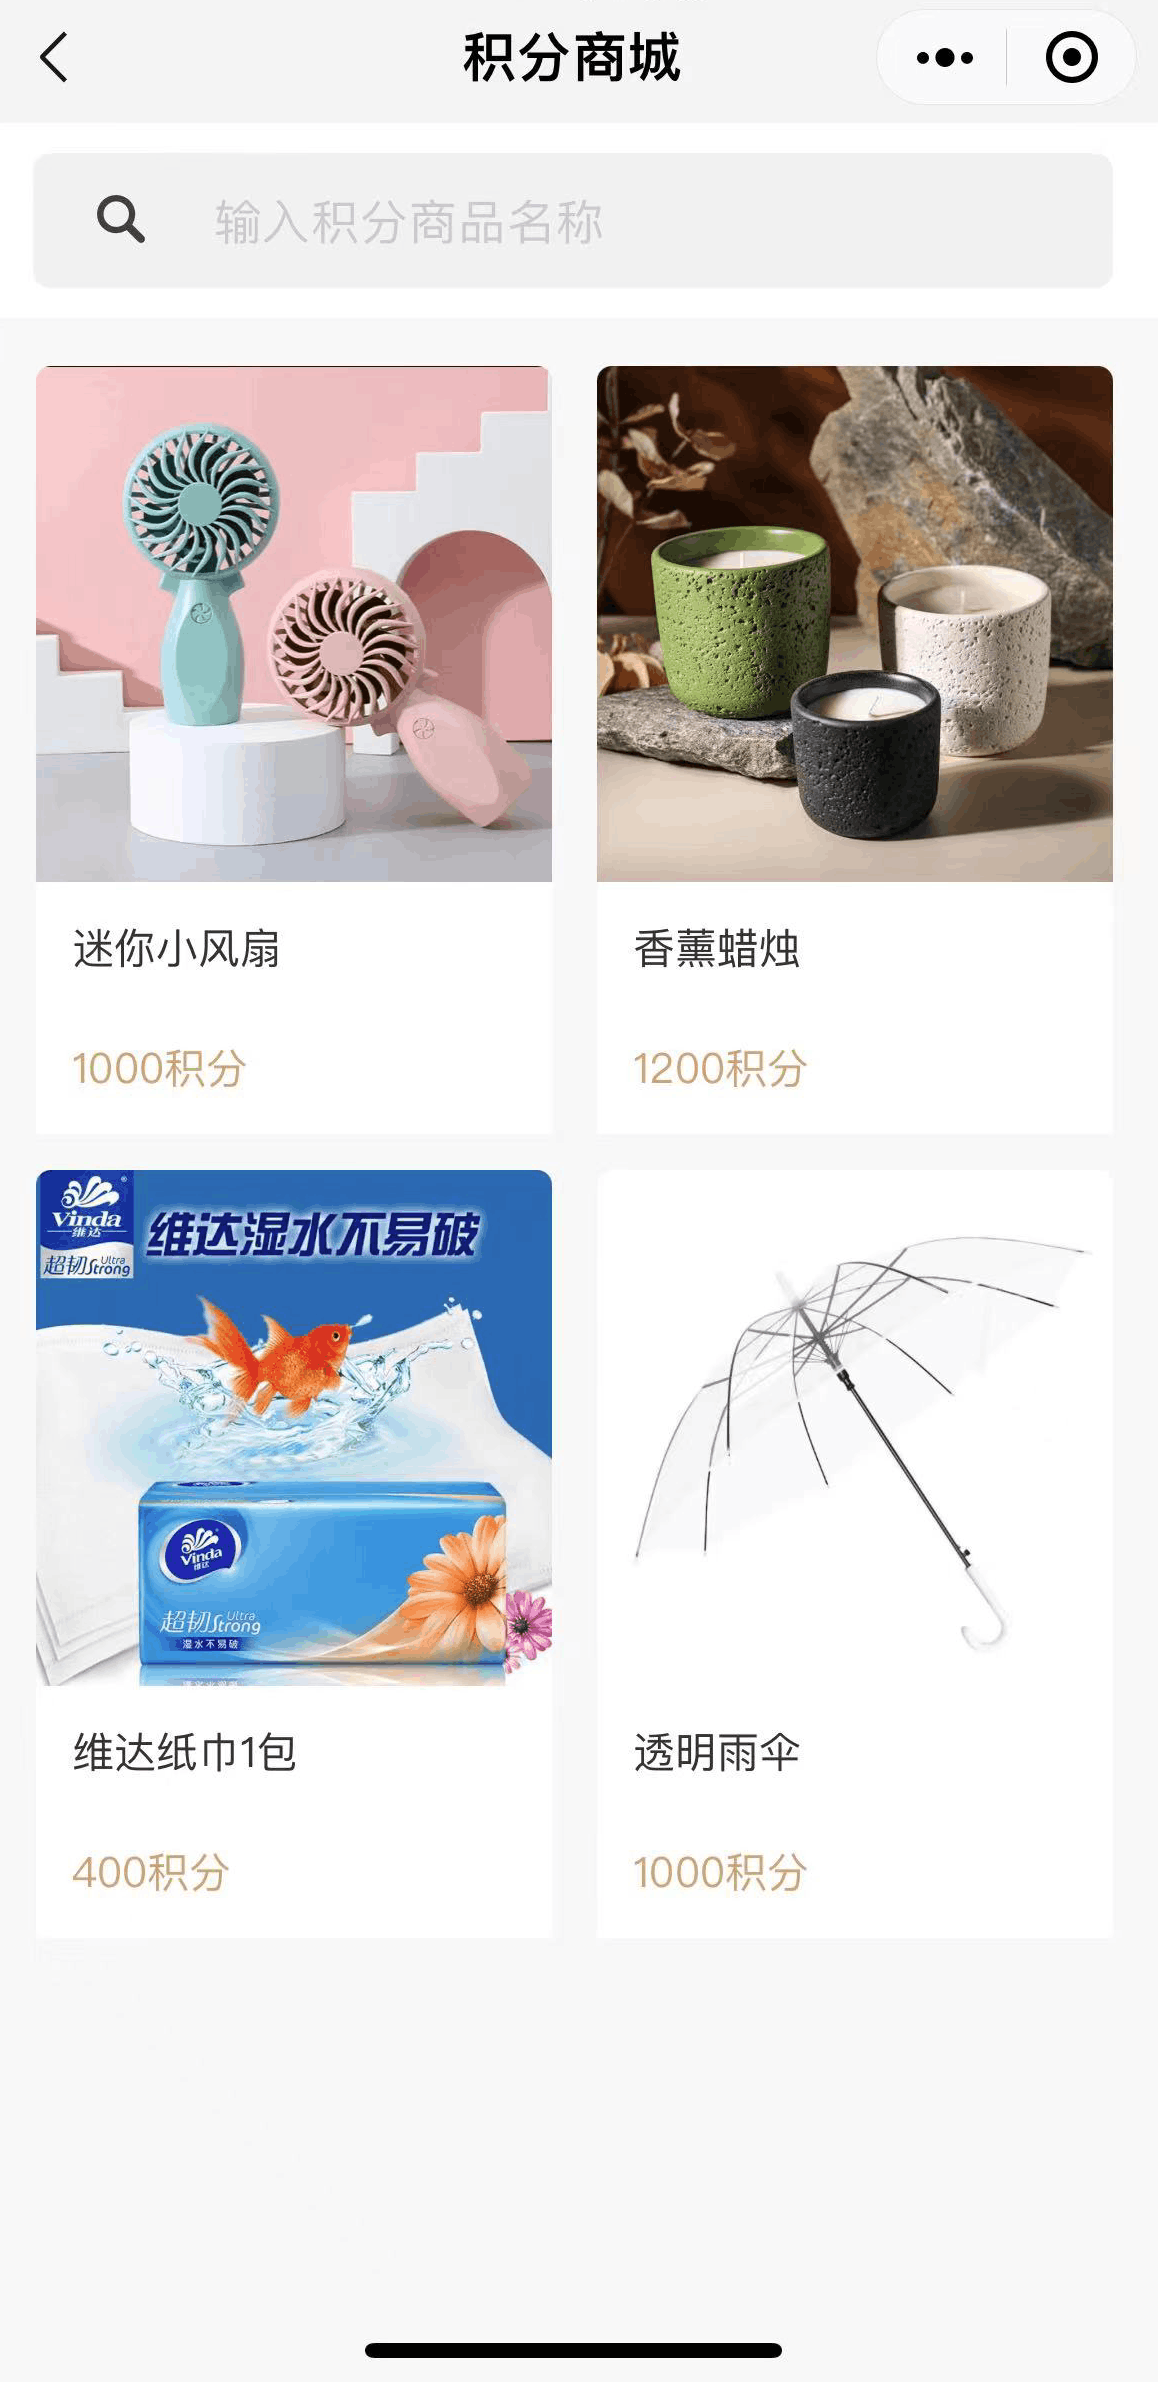 积分商城
输入积分商品名称
迷你小风扇
香薰蜡烛
1000积分
1200积分
Vinda
维达
超韧 Ultra Strong
维达湿水不易破
Vinda
维达
超韧 Ultra Strong
湿水不易破
维达纸巾1包
透明雨伞
400积分
1000积分